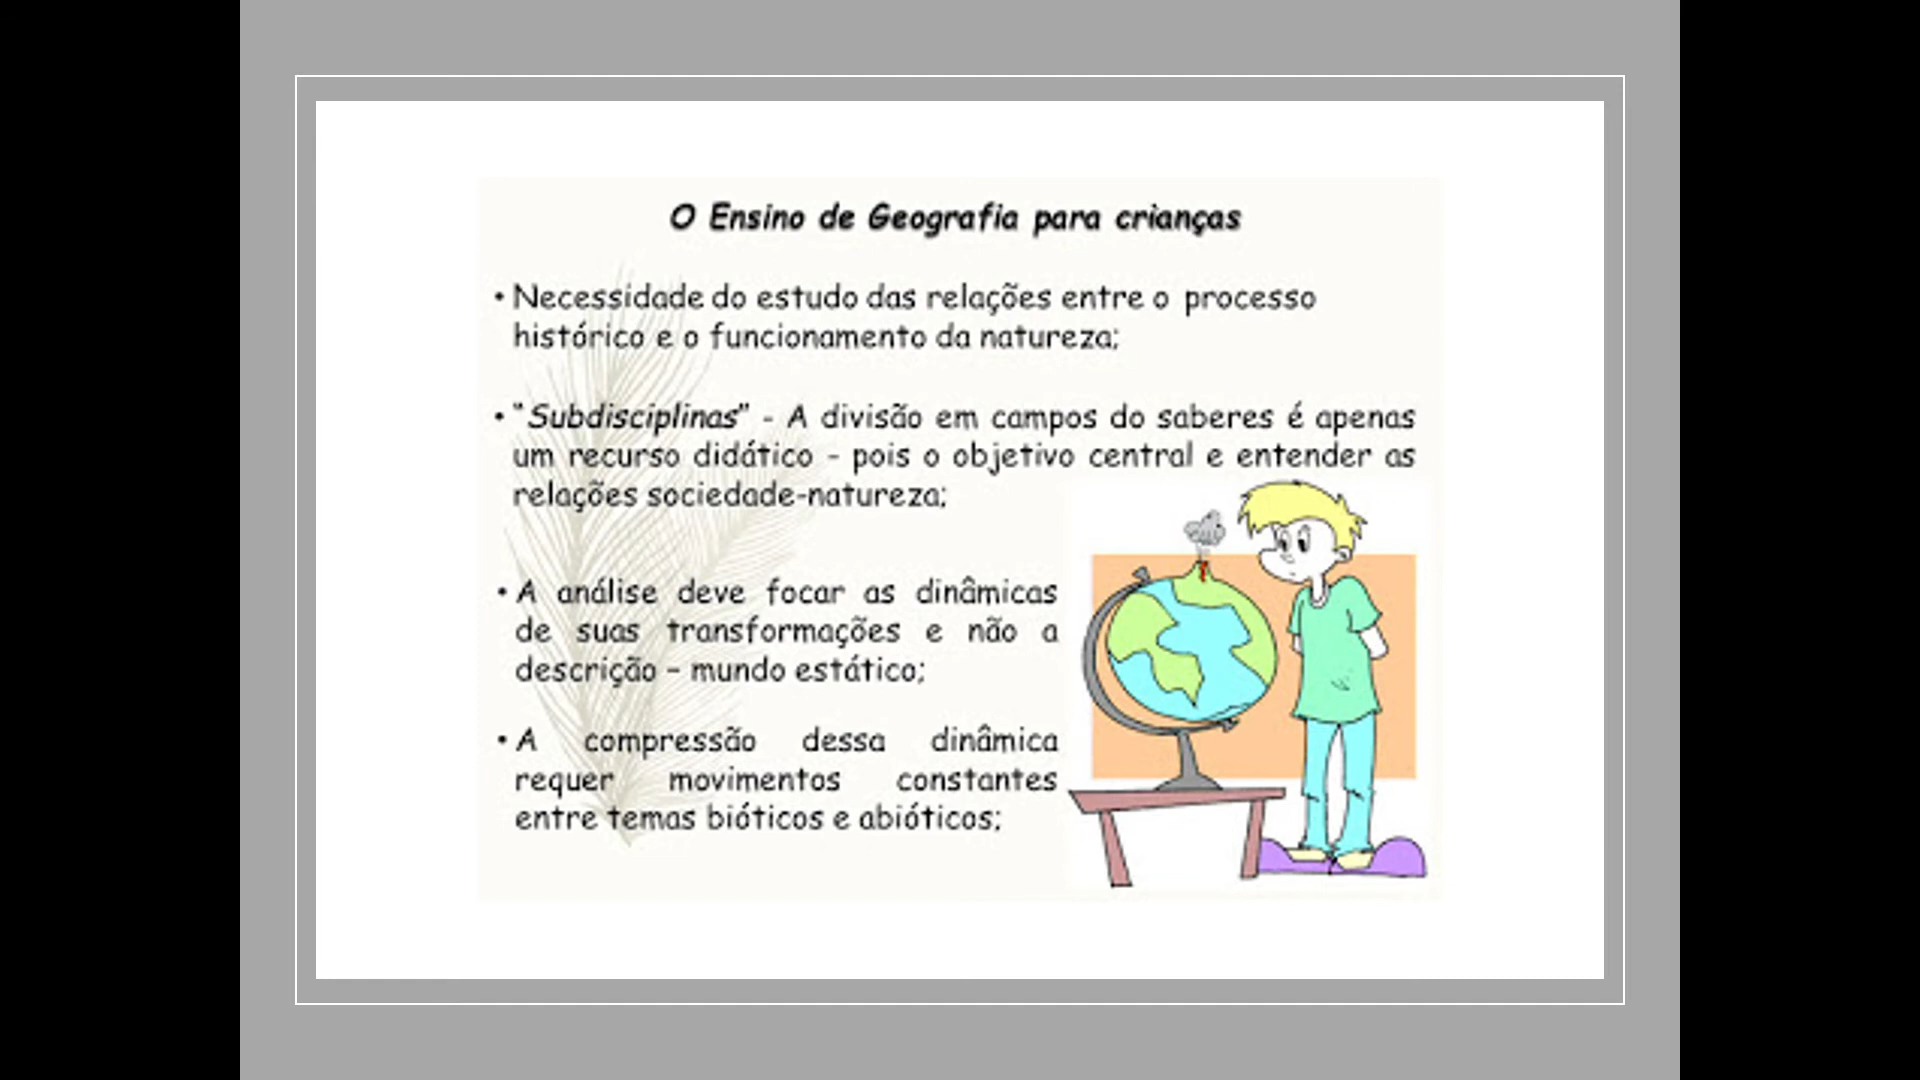 O Ensino de Geografia para crianças
• Necessidade do estudo das relações entre o processo
histórico e o funcionamento da natureza;
• "Subdisciplinas" - A divisão em campos do saberes é apenas
um recurso didático - pois o objetivo central e entender as
relações sociedade-natureza;
• A análise deve focar as dinâmicas
de suas transformações e não a
descrição – mundo estático;
• A compressão dessa dinâmica
requer movimentos constantes
entre temas bióticos e abióticos;